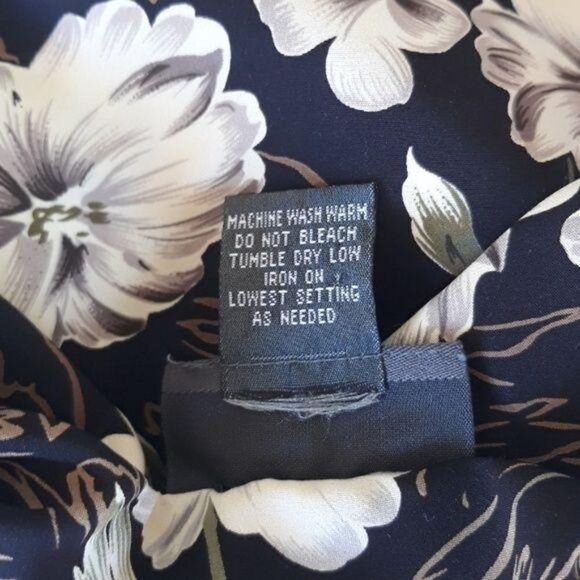 MACHINE WASH WARM
DO NOT BLEACH
TUMBLE DRY LOW
IRON ON
LOWEST SETTING
AS NEEDED